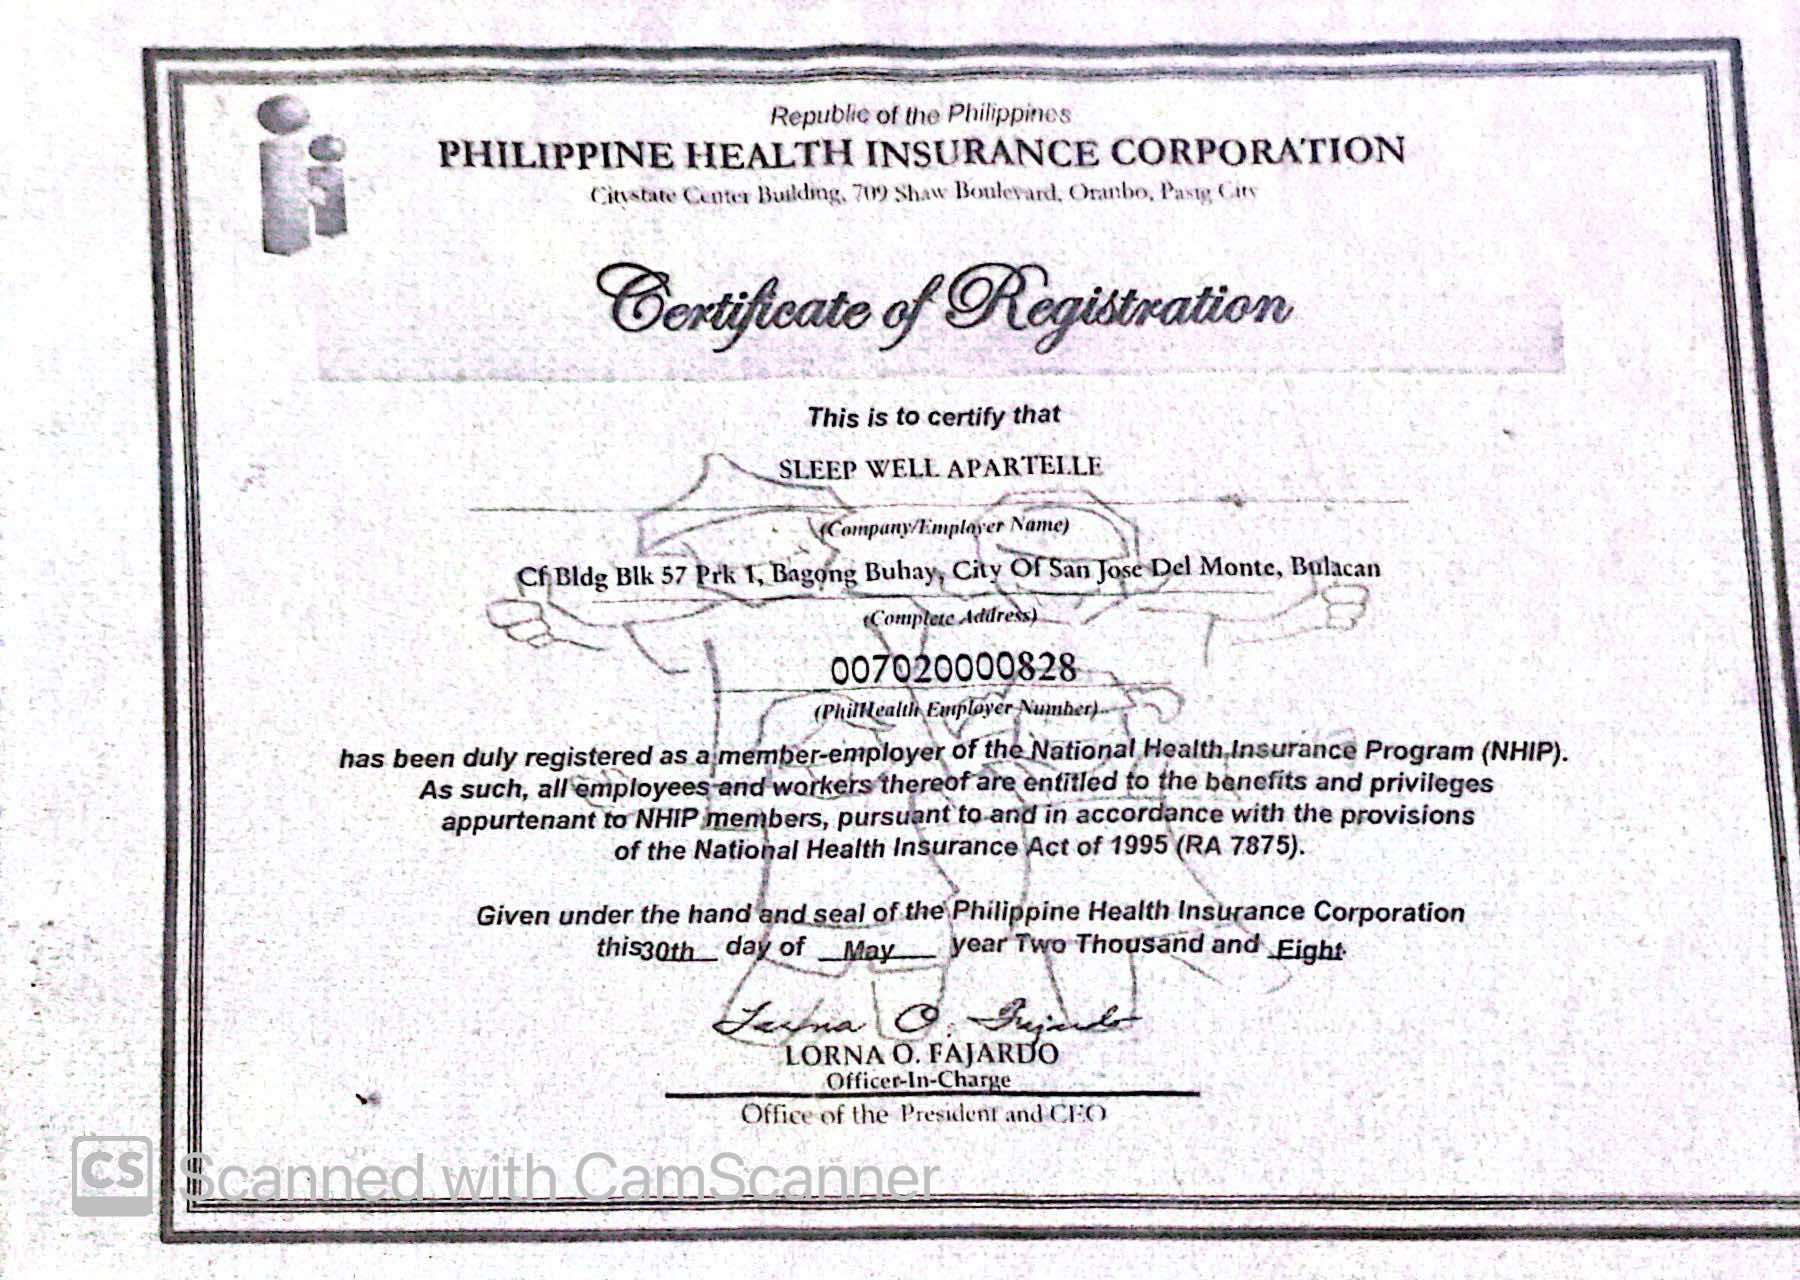 Republic of the Philippines
PHILIPPINE HEALTH INSURANCE CORPORATION
Citystate Center Building, 709 Shaw Boulevard, Oranbo, Pasig City
Certificate of Registration
This is to certify that
SLEEP WELL APARTELLE
(Company/Employer Name)
Cf Bldg Blk 57 Prk 1, Bagong Buhay, City Of San Jose Del Monte, Bulacan
(Complete Address)
007020000828
(PhilHealth Employer Number)
has been duly registered as a member-employer of the National Health Insurance Program (NHIP).
As such, all employees and workers thereof are entitled to the benefits and privileges
appurtenant to NHIP members, pursuant to and in accordance with the provisions
of the National Health Insurance Act of 1995 (RA 7875).
Given under the hand and seal of the Philippine Health Insurance Corporation
this 30th day of May year Two Thousand and Eight
Lorna O. Fajardo
LORNA O. FAJARDO
Officer-In-Charge
Office of the President and CEO
CS Scanned with CamScanner